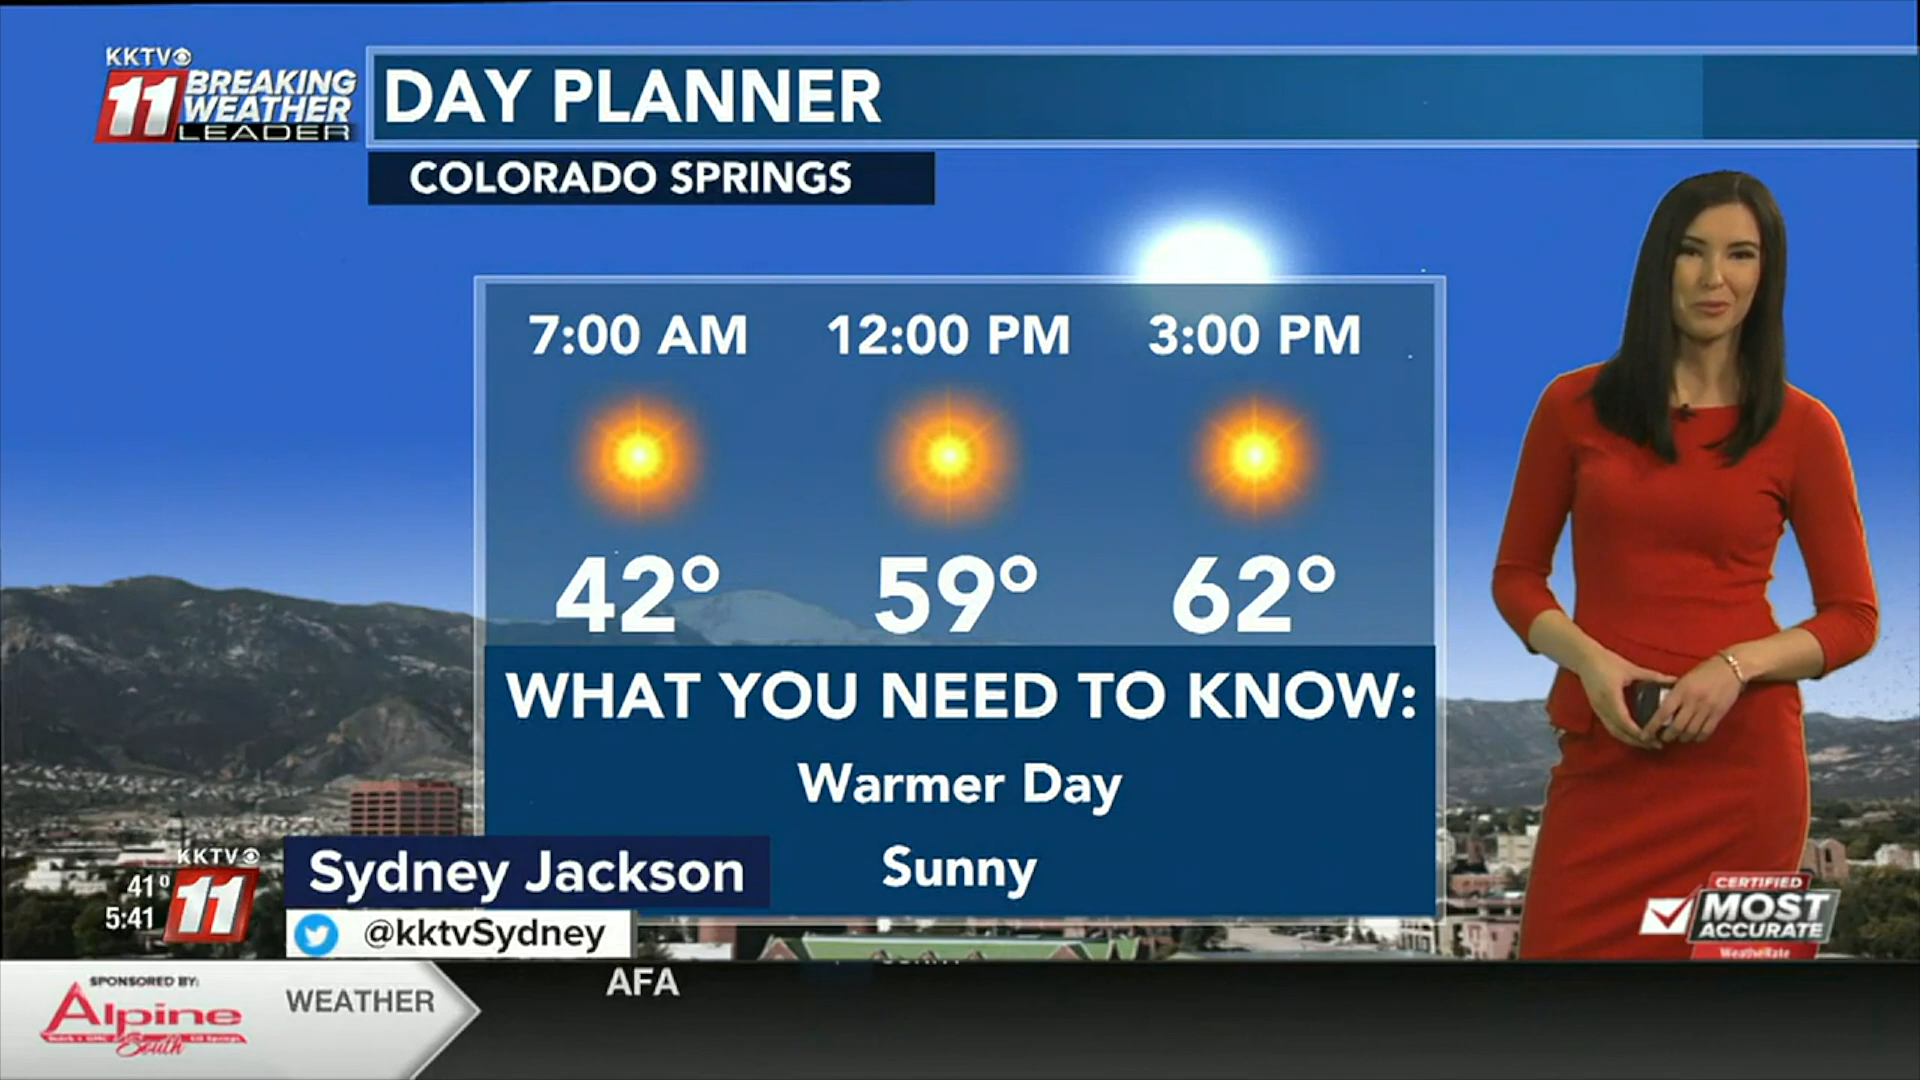 KKTV
11 BREAKING
WEATHER
LEADER
DAY PLANNER
COLORADO SPRINGS
7:00 AM 12:00 PM 3:00 PM
42° 59° 62°
WHAT YOU NEED TO KNOW:
Warmer Day
Sunny
KKTV
41°
5:41
11
Sydney Jackson
@kktvSydney
CERTIFIED
MOST
ACCURATE
WeatheRate
SPONSORED BY:
Alpine
South
WEATHER
AFA